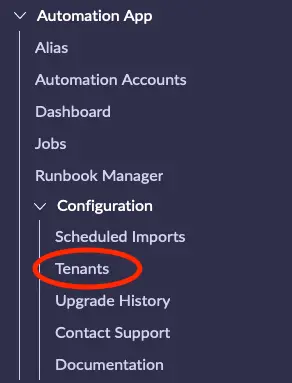 Automation App
Alias
Automation Accounts
Dashboard
Jobs
Runbook Manager
Configuration
Scheduled Imports
Tenants
Upgrade History
Contact Support
Documentation